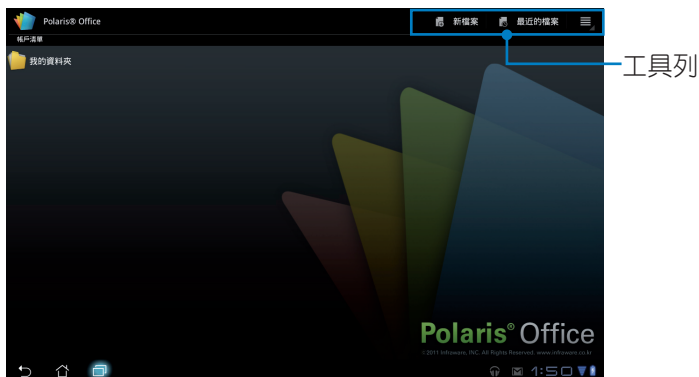 Polaris® Office
新檔案
最近的檔案
帳戶清單
工具列
我的資料夾
Polaris® Office
©2011 Infraware, INC. All Rights Reserved. www.infraware.co.kr
1:50